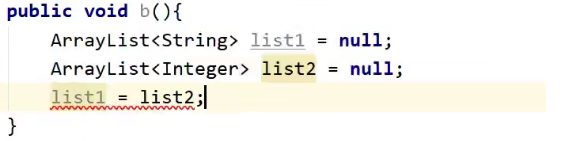 public void b(){
    ArrayList<String> list1 = null;
    ArrayList<Integer> list2 = null;
    list1 = list2;
}